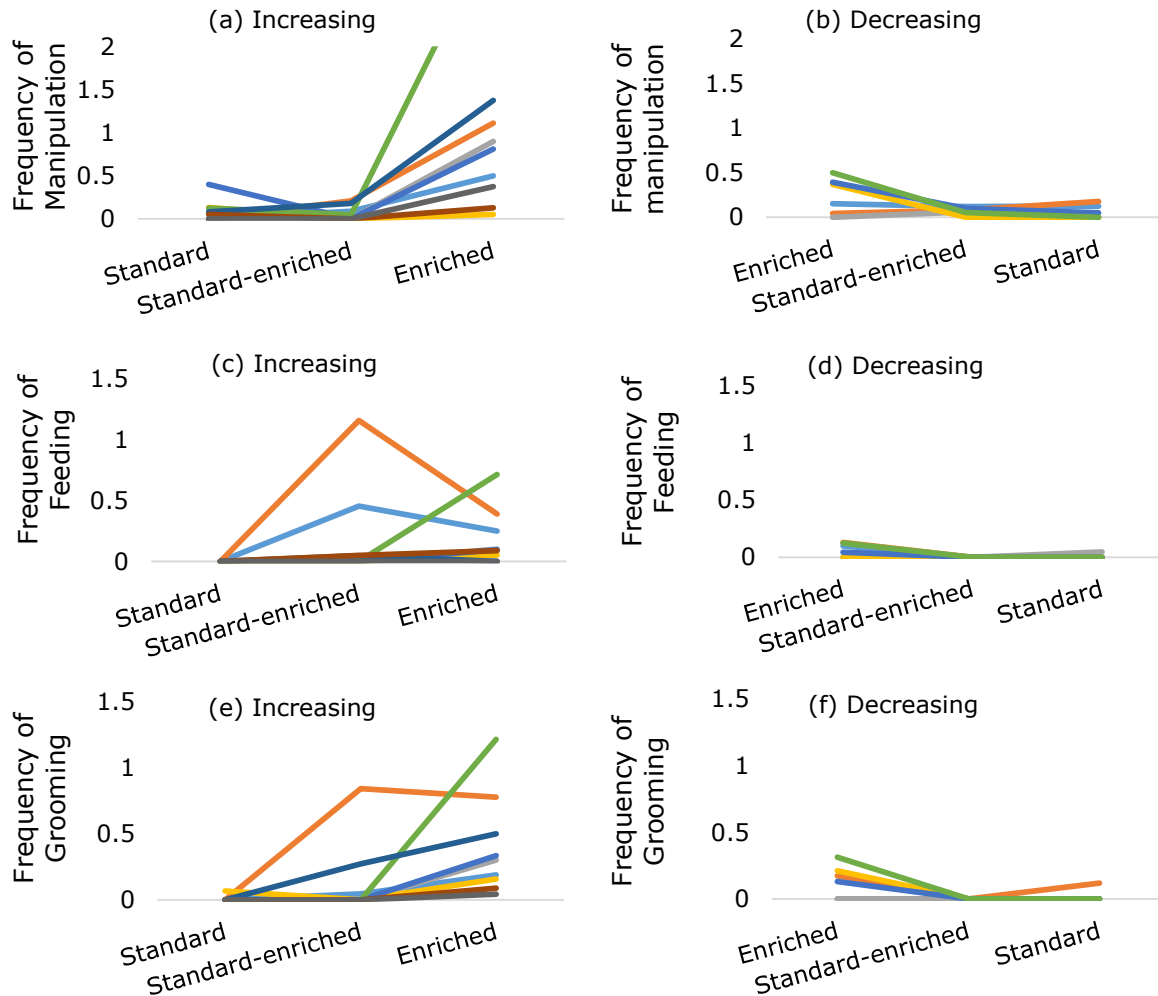 (a) Increasing
Frequency of
Manipulation
2
1.5
1
0.5
0
Standard
Standard-enriched
Enriched
(b) Decreasing
Frequency of
manipulation
2
1.5
1
0.5
0
Enriched
Standard-enriched
Standard
(c) Increasing
Frequency of
Feeding
1.5
1
0.5
0
Standard
Standard-enriched
Enriched
(d) Decreasing
Frequency of
Feeding
1.5
1
0.5
0
Enriched
Standard-enriched
Standard
(e) Increasing
Frequency of
Grooming
1.5
1
0.5
0
Standard
Standard-enriched
Enriched
(f) Decreasing
Frequency of
Grooming
1.5
1
0.5
0
Enriched
Standard-enriched
Standard